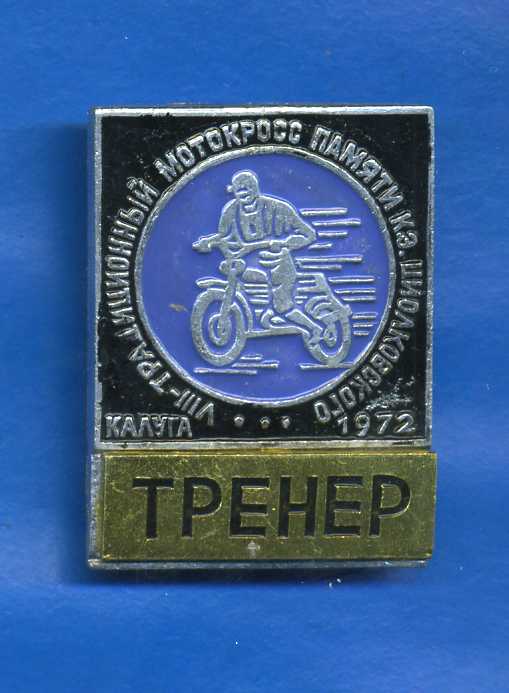 VIII-ТРАДИЦИОННЫЙ МОТОКРОСС ПАМЯТИ К.Э. ЦИОЛКОВСКОГО
КАЛУГА ... 1972
ТРЕНЕР